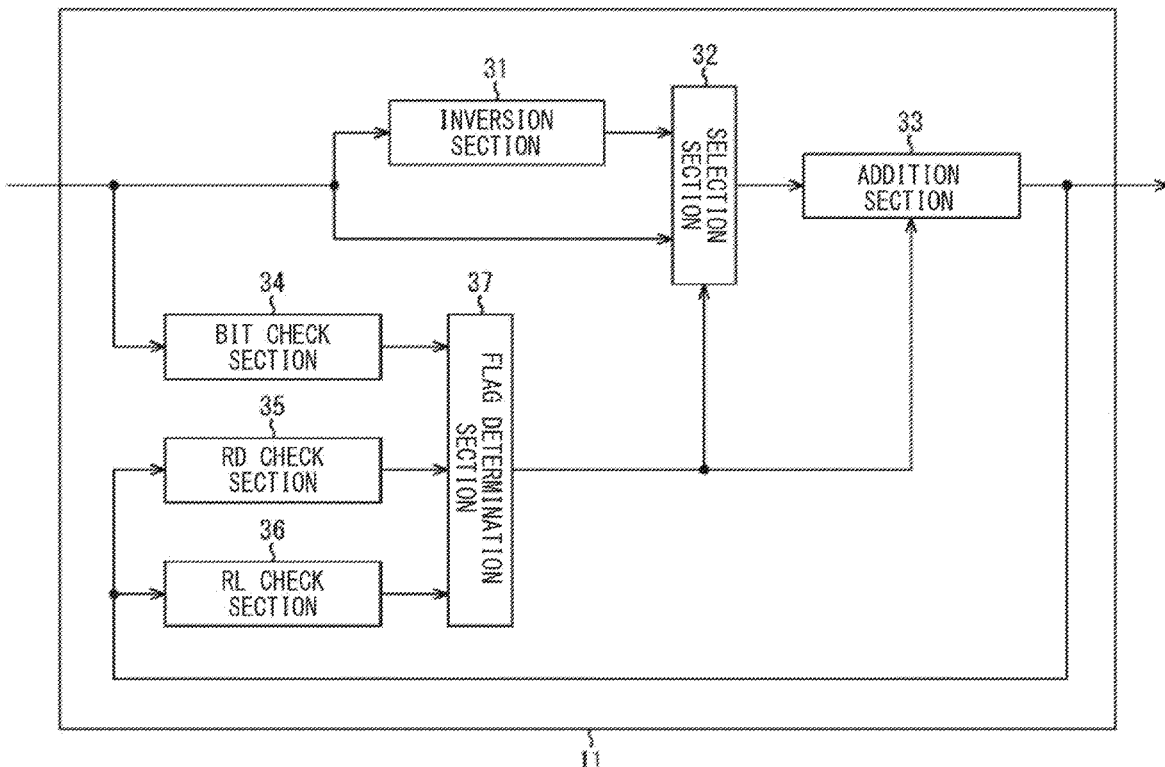 31
INVERSION
SECTION
32
SELECTION
SECTION
33
ADDITION
SECTION
34
BIT CHECK
SECTION
35
RD CHECK
SECTION
36
RL CHECK
SECTION
37
FLAG DETERMINATION
SECTION
11